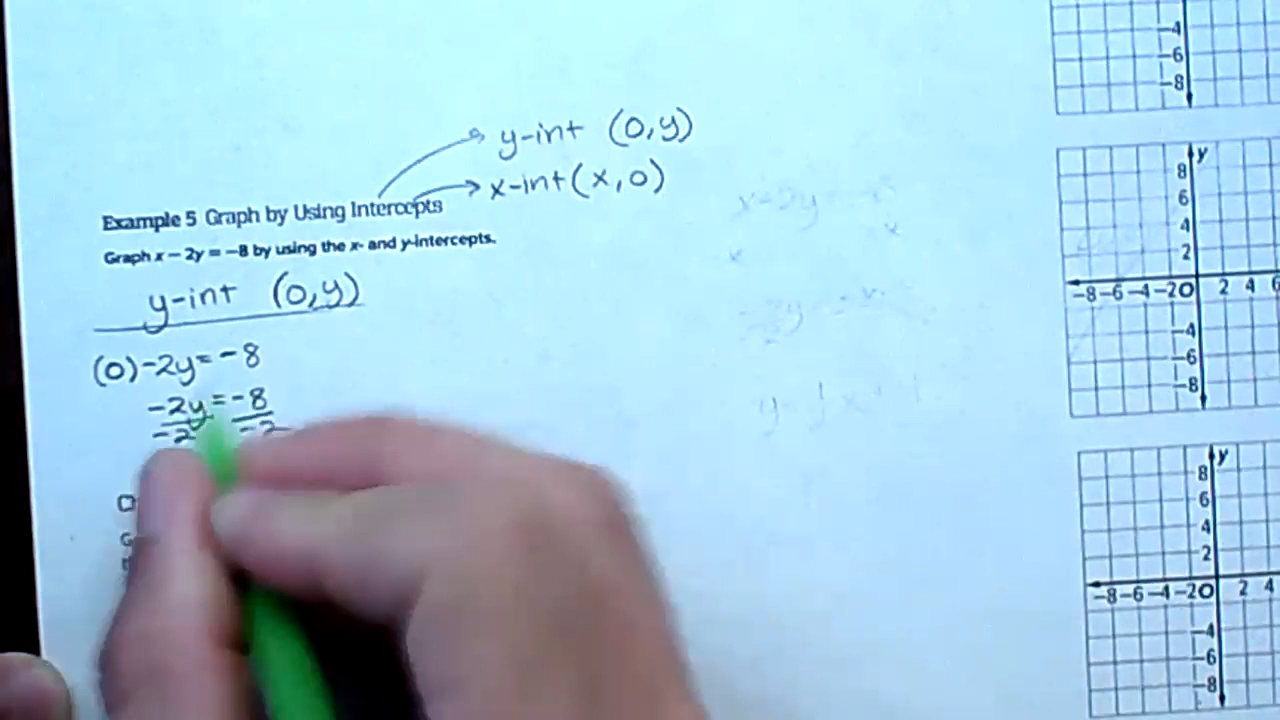 y-int (0,y)
x-int (x,0)
Example 5 Graph by Using Intercepts
Graph x − 2y = −8 by using the x- and y-intercepts.
y-int (0,y)
(0)-2y=-8
-2y=-8
-2 -2
-4
-6
-8
y
8
6
4
2
-8 -6 -4 -2 O 2 4 6
-4
-6
-8
y
8
6
4
2
-8 -6 -4 -2 O 2 4
-4
-6
-8